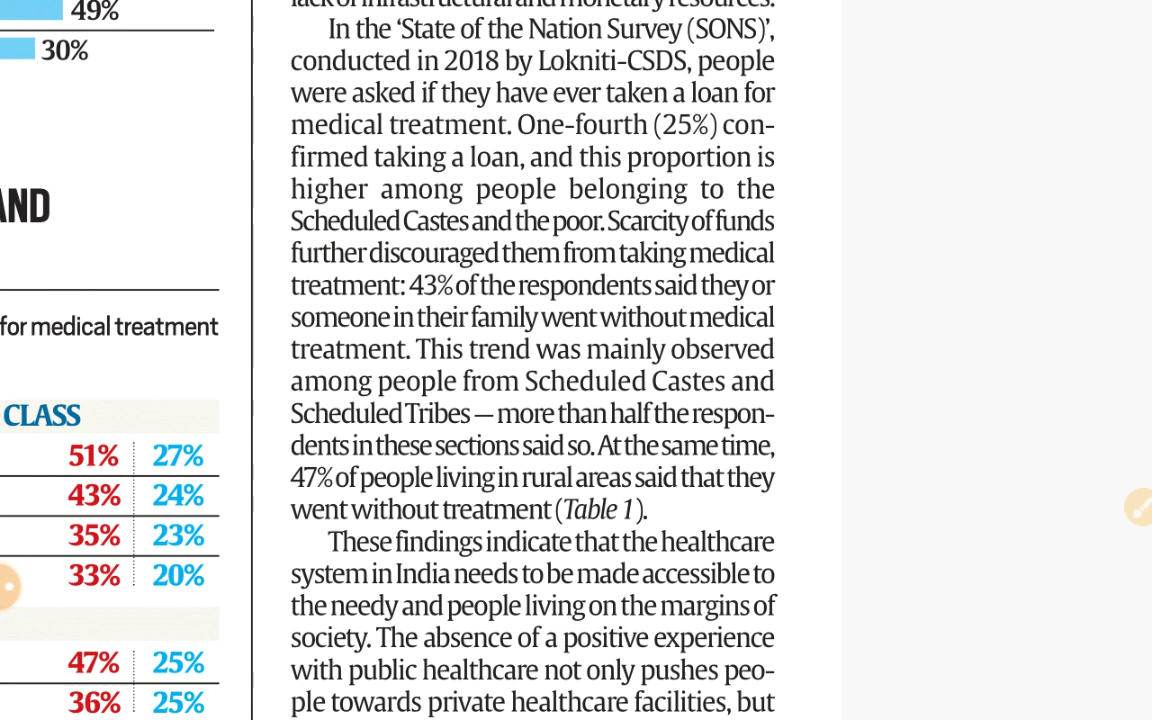 49%
30%
AND
for medical treatment
CLASS
51% 27%
43% 24%
35% 23%
33% 20%
47% 25%
36% 25%
lack of infrastructural and monetary resources.
In the ‘State of the Nation Survey (SONS)’,
conducted in 2018 by Lokniti-CSDS, people
were asked if they have ever taken a loan for
medical treatment. One-fourth (25%) con-
firmed taking a loan, and this proportion is
higher among people belonging to the
Scheduled Castes and the poor. Scarcity of funds
further discouraged them from taking medical
treatment: 43% of the respondents said they or
someone in their family went without medical
treatment. This trend was mainly observed
among people from Scheduled Castes and
Scheduled Tribes — more than half the respon-
dents in these sections said so. At the same time,
47% of people living in rural areas said that they
went without treatment (Table 1).
These findings indicate that the healthcare
system in India needs to be made accessible to
the needy and people living on the margins of
society. The absence of a positive experience
with public healthcare not only pushes peo-
ple towards private healthcare facilities, but